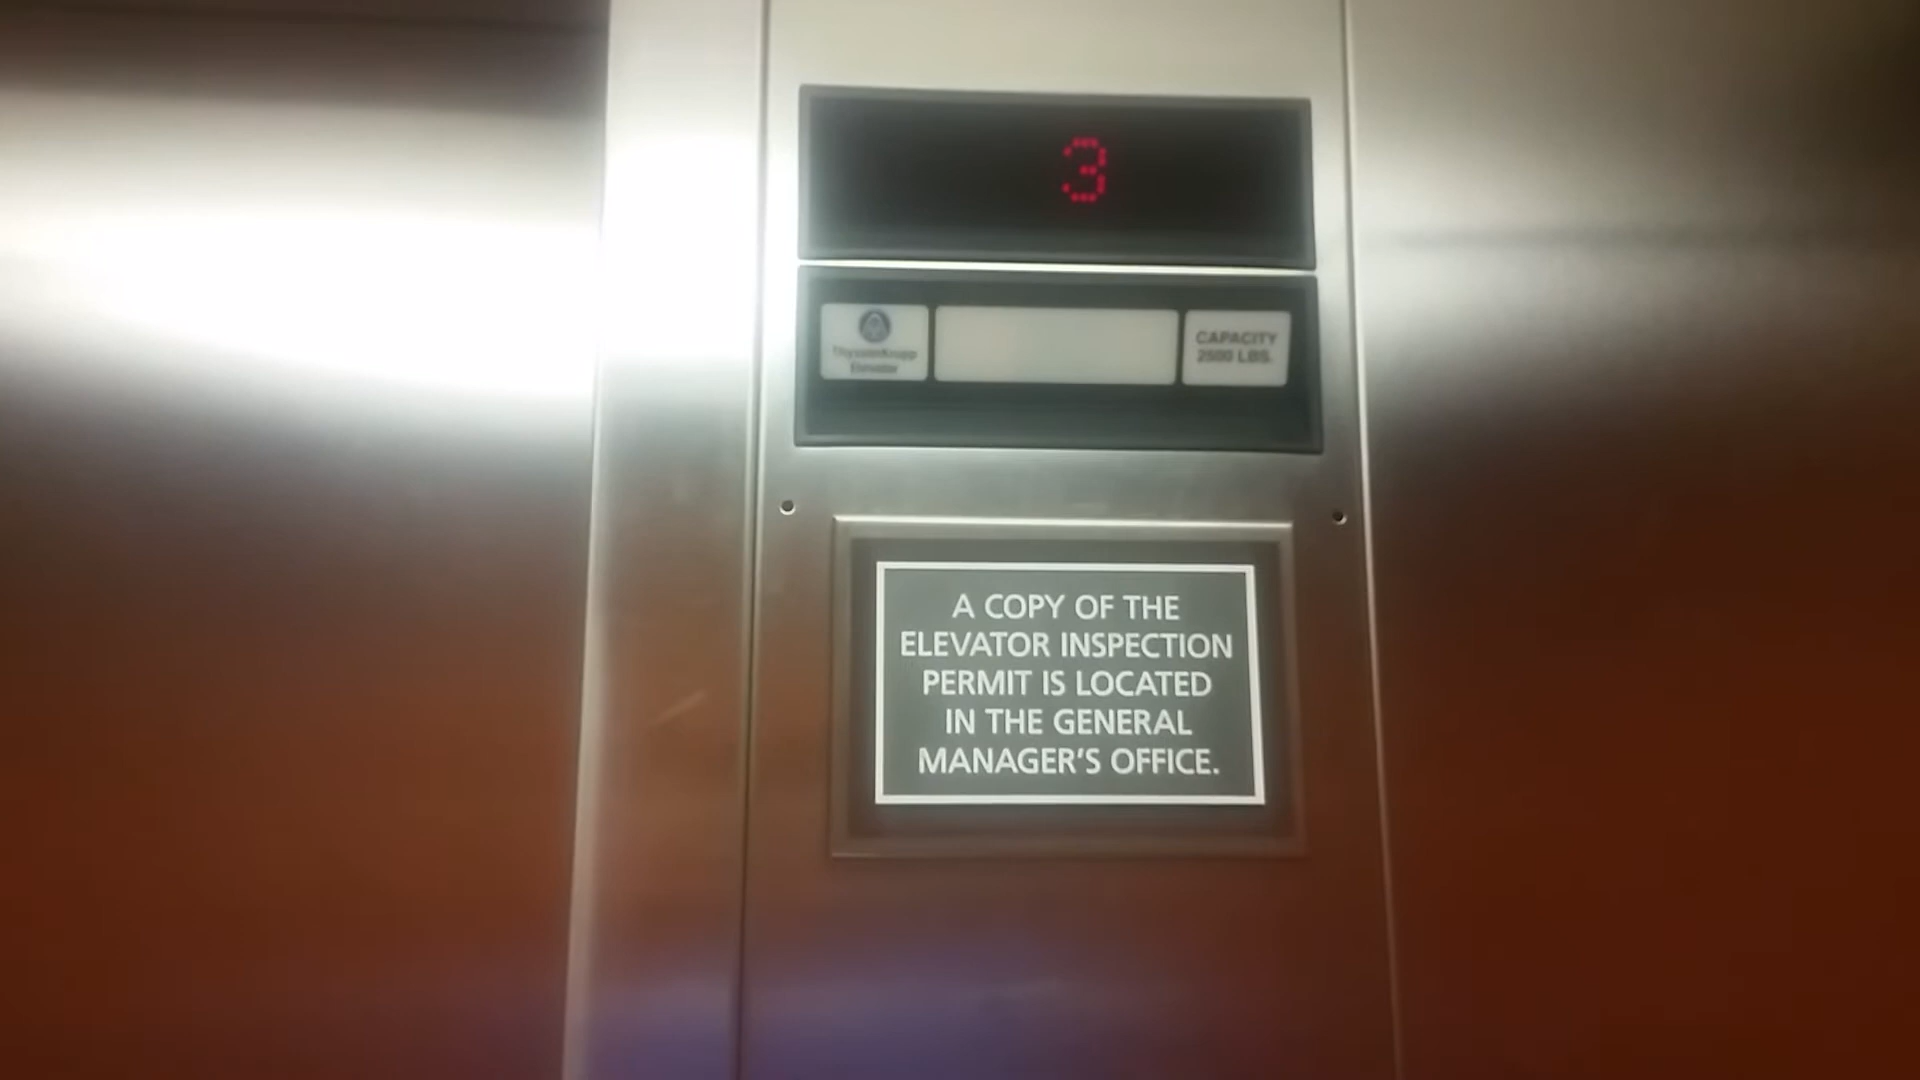 3
ThyssenKrupp
Elevator
CAPACITY
2500 LBS.
A COPY OF THE
ELEVATOR INSPECTION
PERMIT IS LOCATED
IN THE GENERAL
MANAGER'S OFFICE.